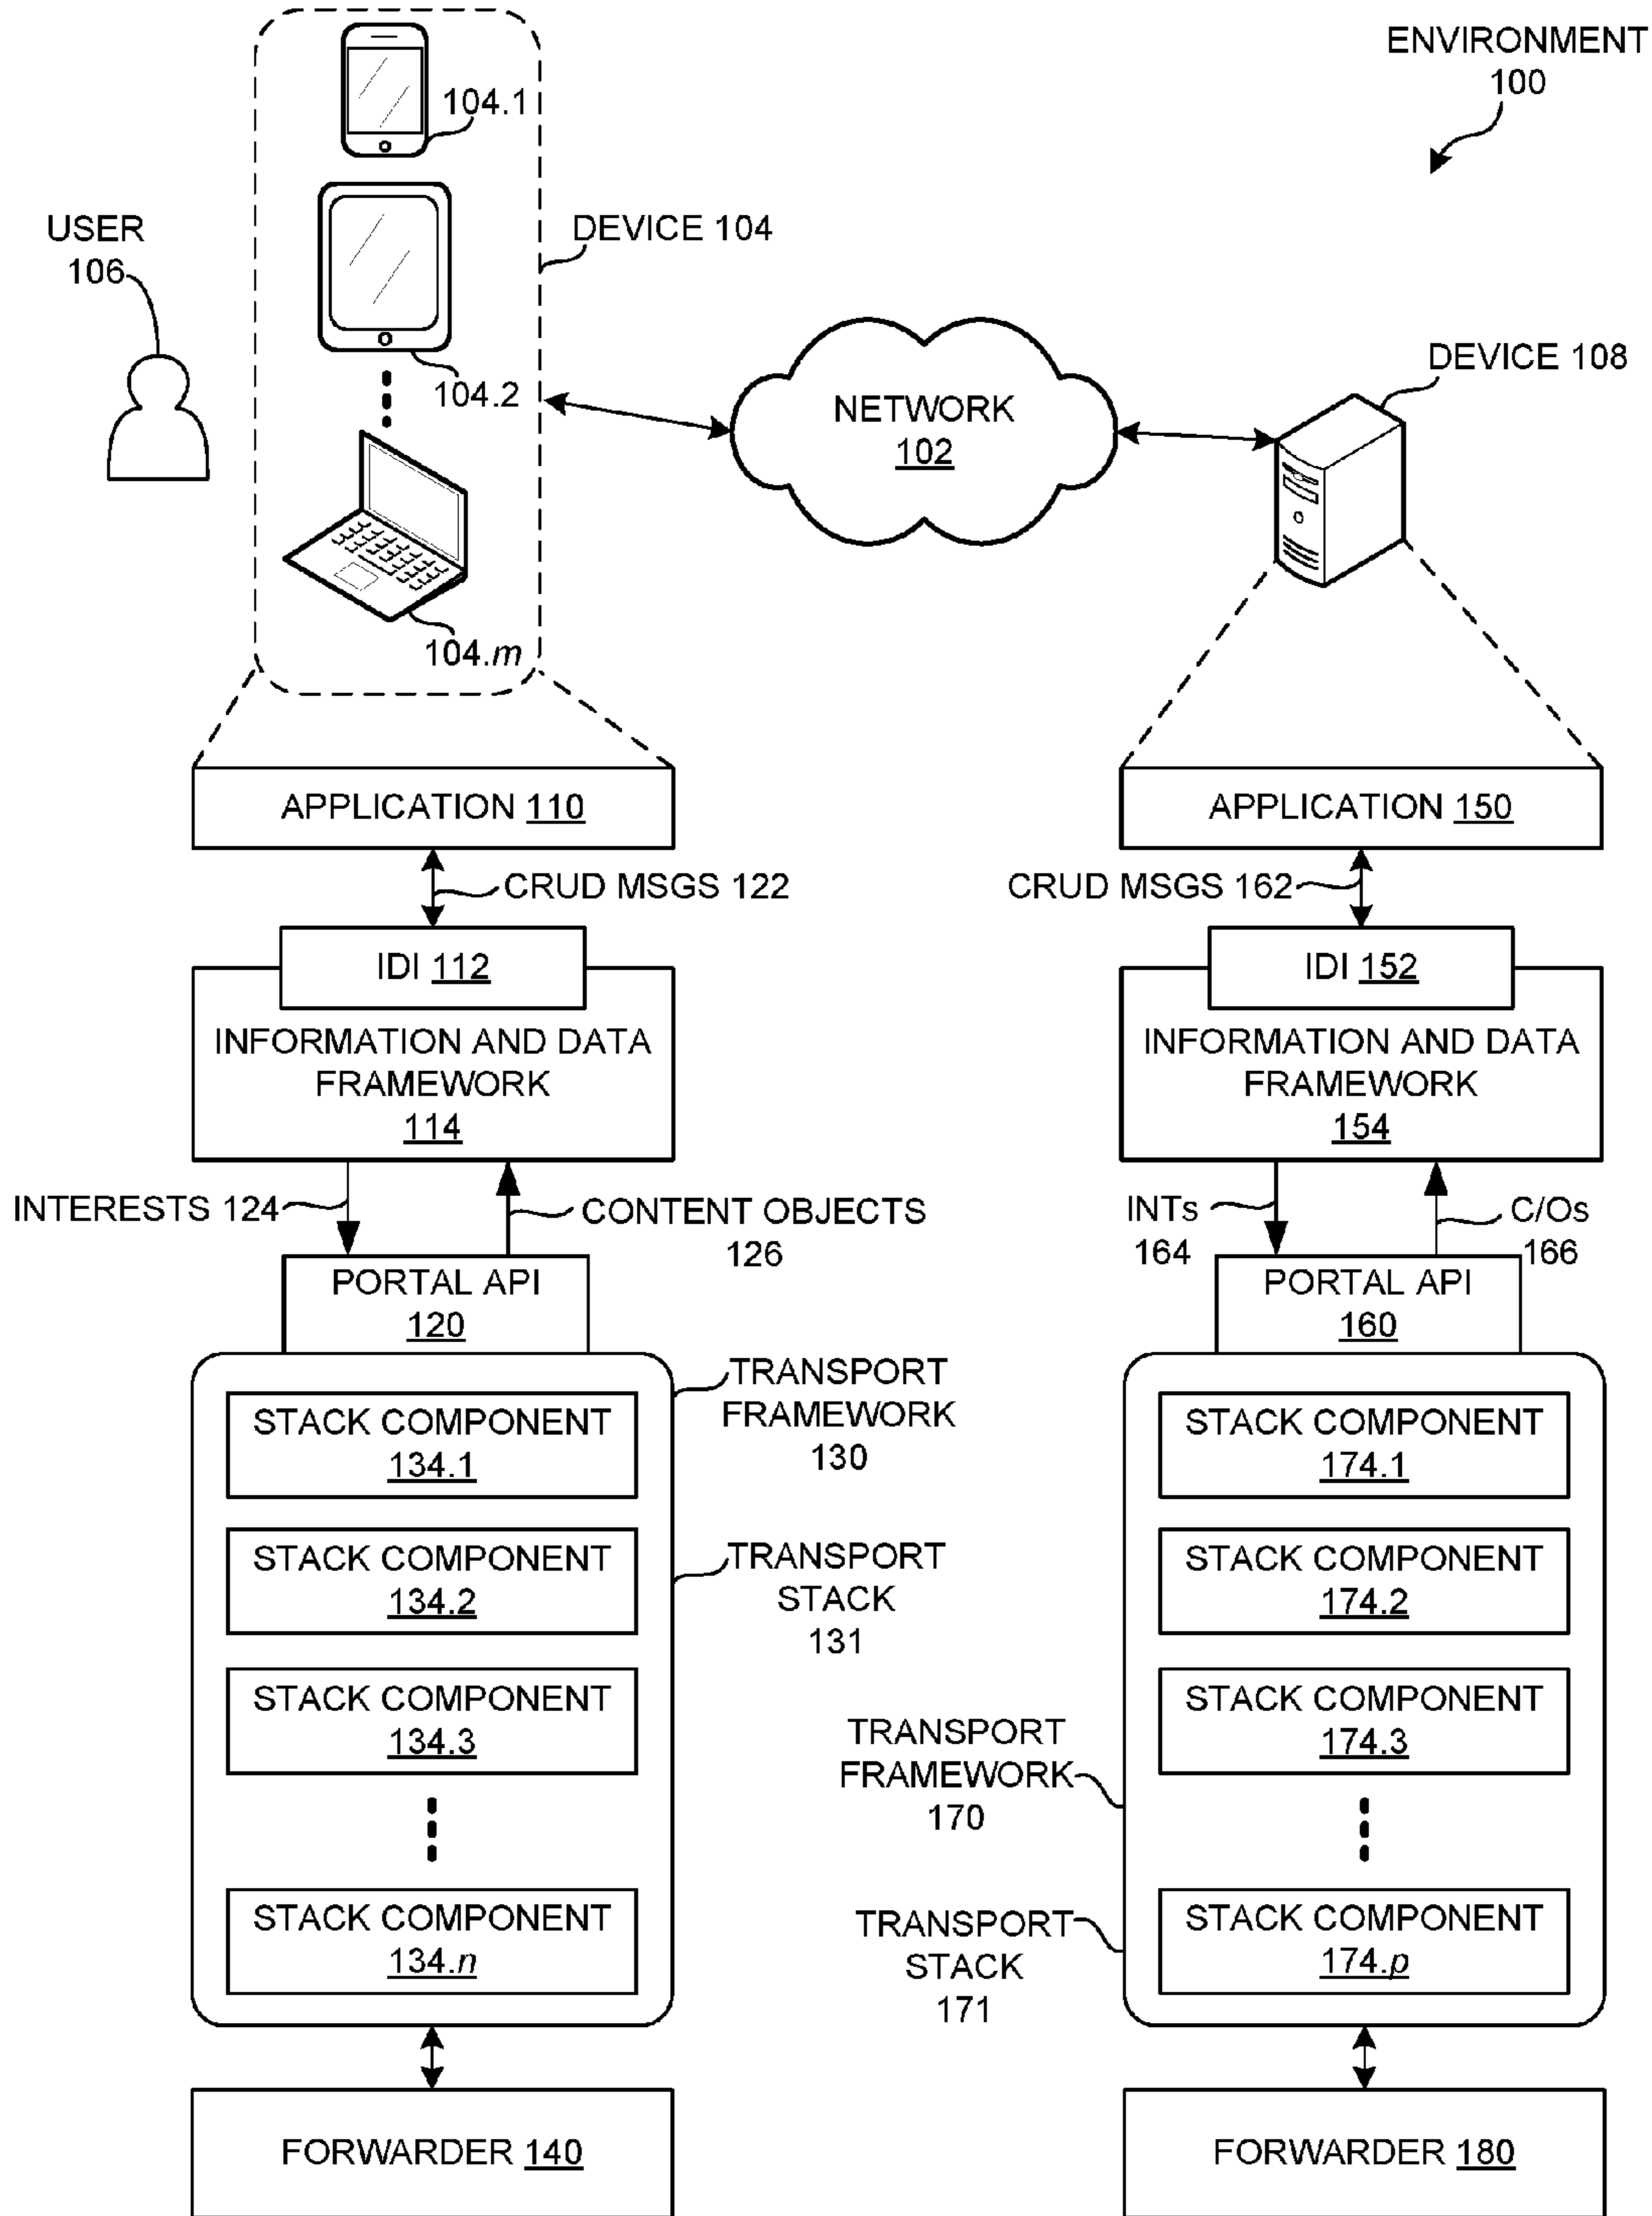 ENVIRONMENT
100
104.1
USER
106
DEVICE 104
104.2
104.m
NETWORK
102
DEVICE 108
APPLICATION 110
CRUD MSGS 122
IDI 112
INFORMATION AND DATA
FRAMEWORK
114
INTERESTS 124
CONTENT OBJECTS
126
PORTAL API
120
TRANSPORT
FRAMEWORK
130
STACK COMPONENT
134.1
STACK COMPONENT
134.2
TRANSPORT
STACK
131
STACK COMPONENT
134.3
STACK COMPONENT
134.n
FORWARDER 140
APPLICATION 150
CRUD MSGS 162
IDI 152
INFORMATION AND DATA
FRAMEWORK
154
INTs
164
C/Os
166
PORTAL API
160
STACK COMPONENT
174.1
STACK COMPONENT
174.2
STACK COMPONENT
174.3
TRANSPORT
FRAMEWORK
170
STACK COMPONENT
174.p
TRANSPORT
STACK
171
FORWARDER 180